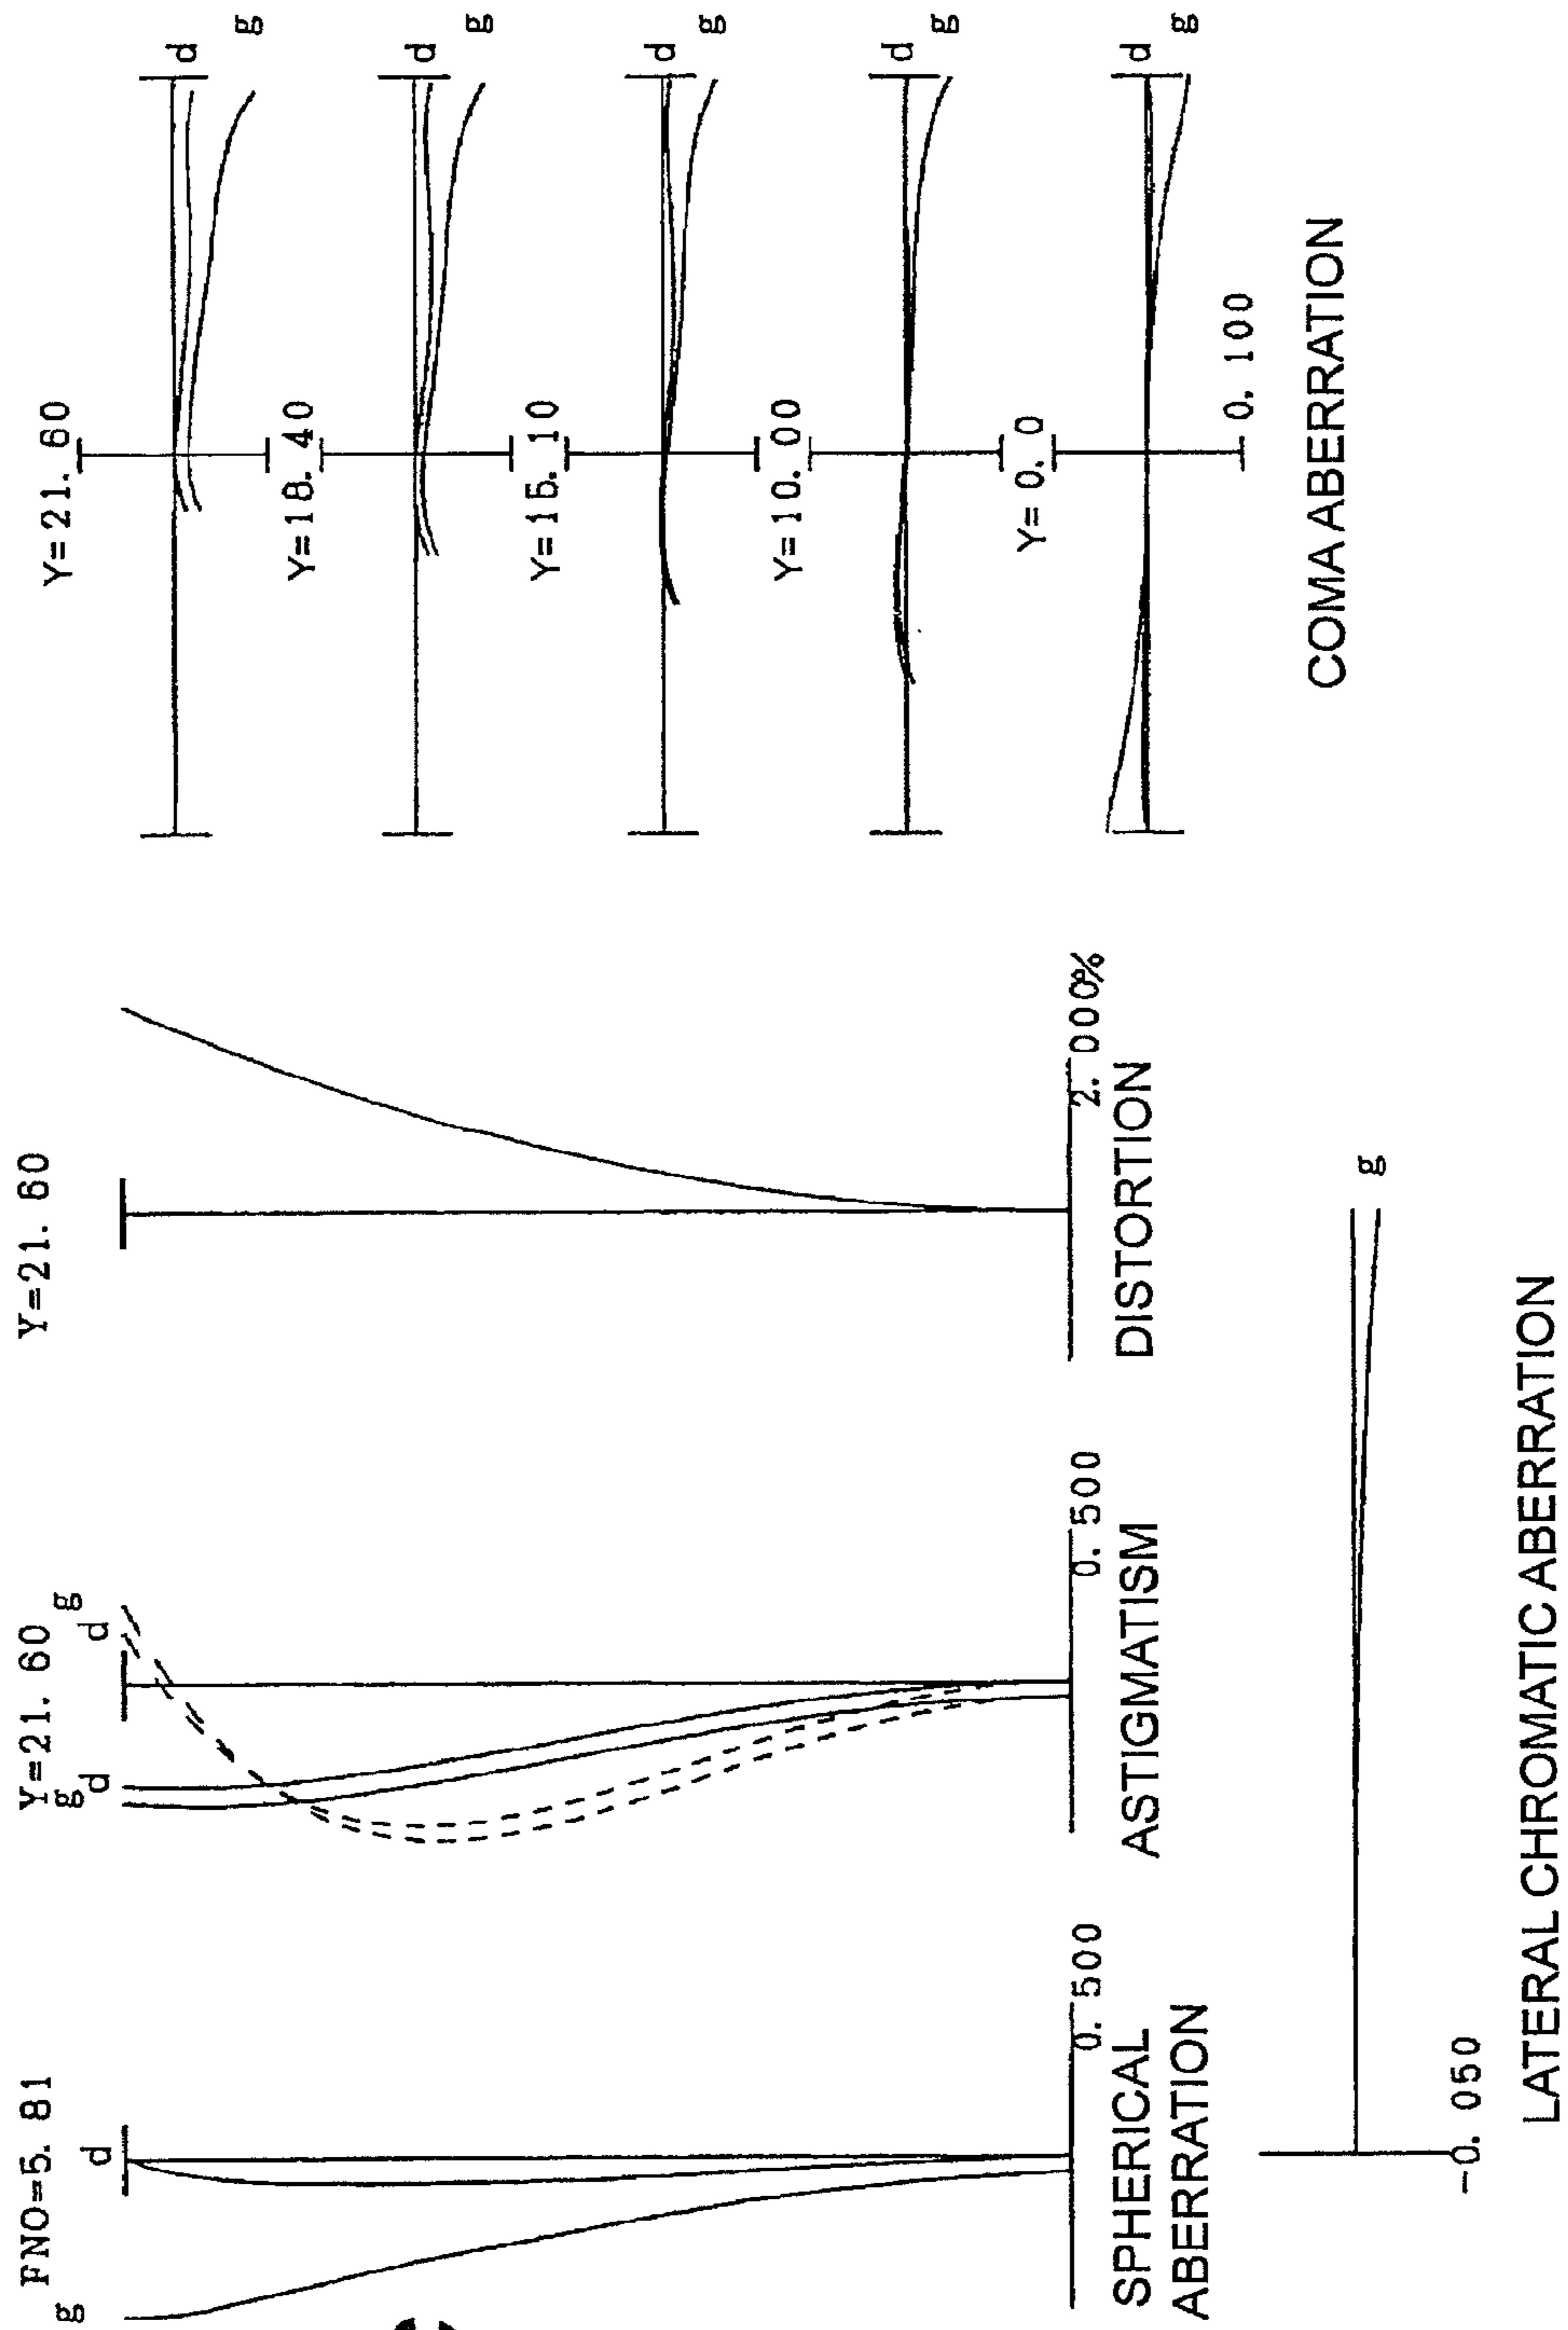 FNO=5.81
g
d
0.500
SPHERICAL
ABERRATION
Y=21.60
g
d
d
g
0.500
ASTIGMATISM
Y=21.60
2.000%
DISTORTION
Y=21.60
d
g
Y=18.40
d
g
Y=15.10
d
g
Y=10.00
d
g
Y=0.0
d
g
0.100
COMA ABERRATION
g
-0.050
LATERAL CHROMATIC ABERRATION